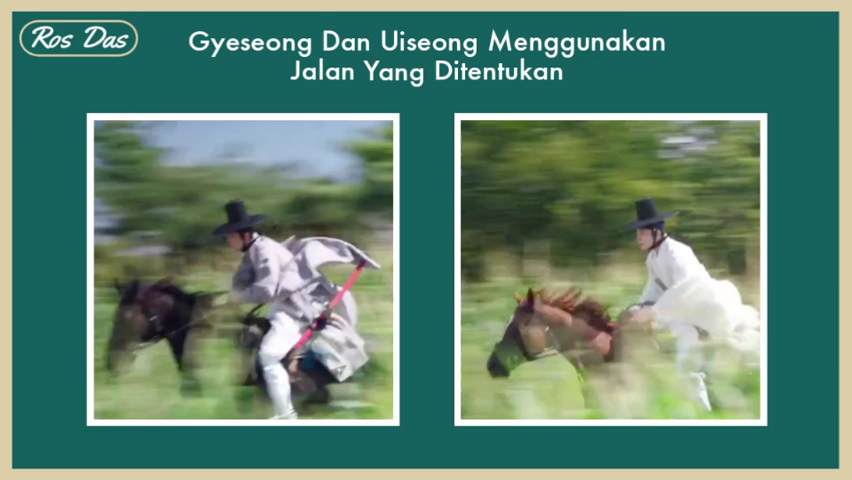 Ros Das
Gyeseong Dan Uiseong Menggunakan
Jalan Yang Ditentukan